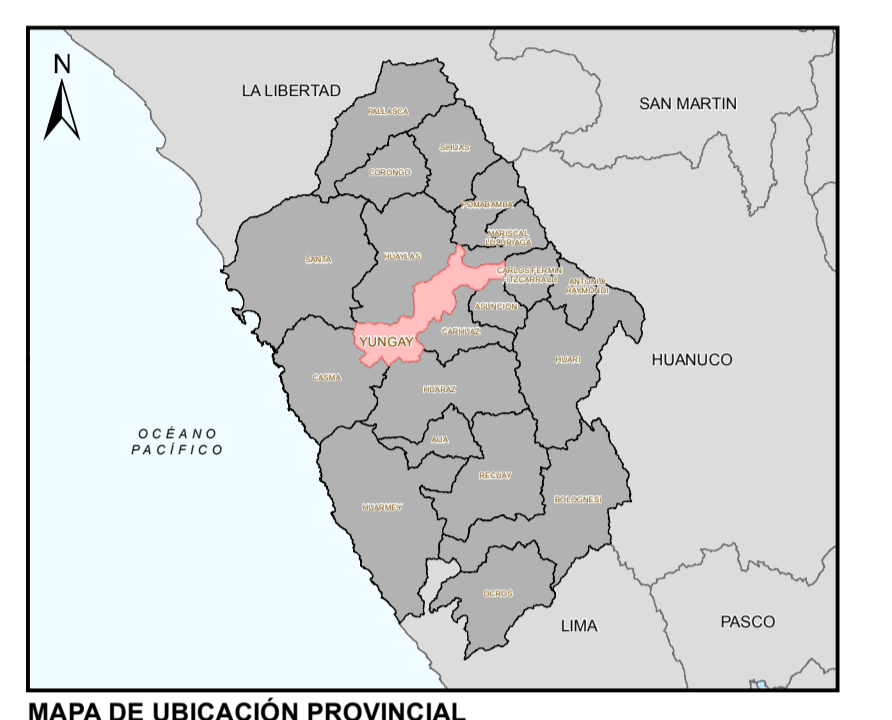 N
LA LIBERTAD
SAN MARTIN
PALLASCA
SIHUAS
CORONGO
POMABAMBA
MARISCAL
LUZURIAGA
SANTA
HUAYLAS
CARLOS FERMIN
FITZCARRALD
ANTONIO
RAYMONDI
ASUNCION
CARHUAZ
YUNGAY
HUARI
HUANUCO
CASMA
HUARAZ
OCÉANO
PACÍFICO
AIJA
RECUAY
BOLOGNESI
HUARMEY
OCROS
LIMA
PASCO
MAPA DE UBICACIÓN PROVINCIAL